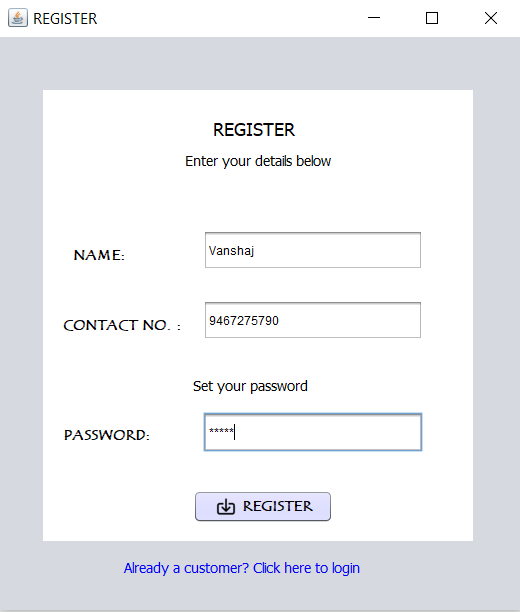 REGISTER
REGISTER
Enter your details below
NAME: Vanshaj
CONTACT NO. : 9467275790
Set your password
PASSWORD: *****
REGISTER
Already a customer? Click here to login